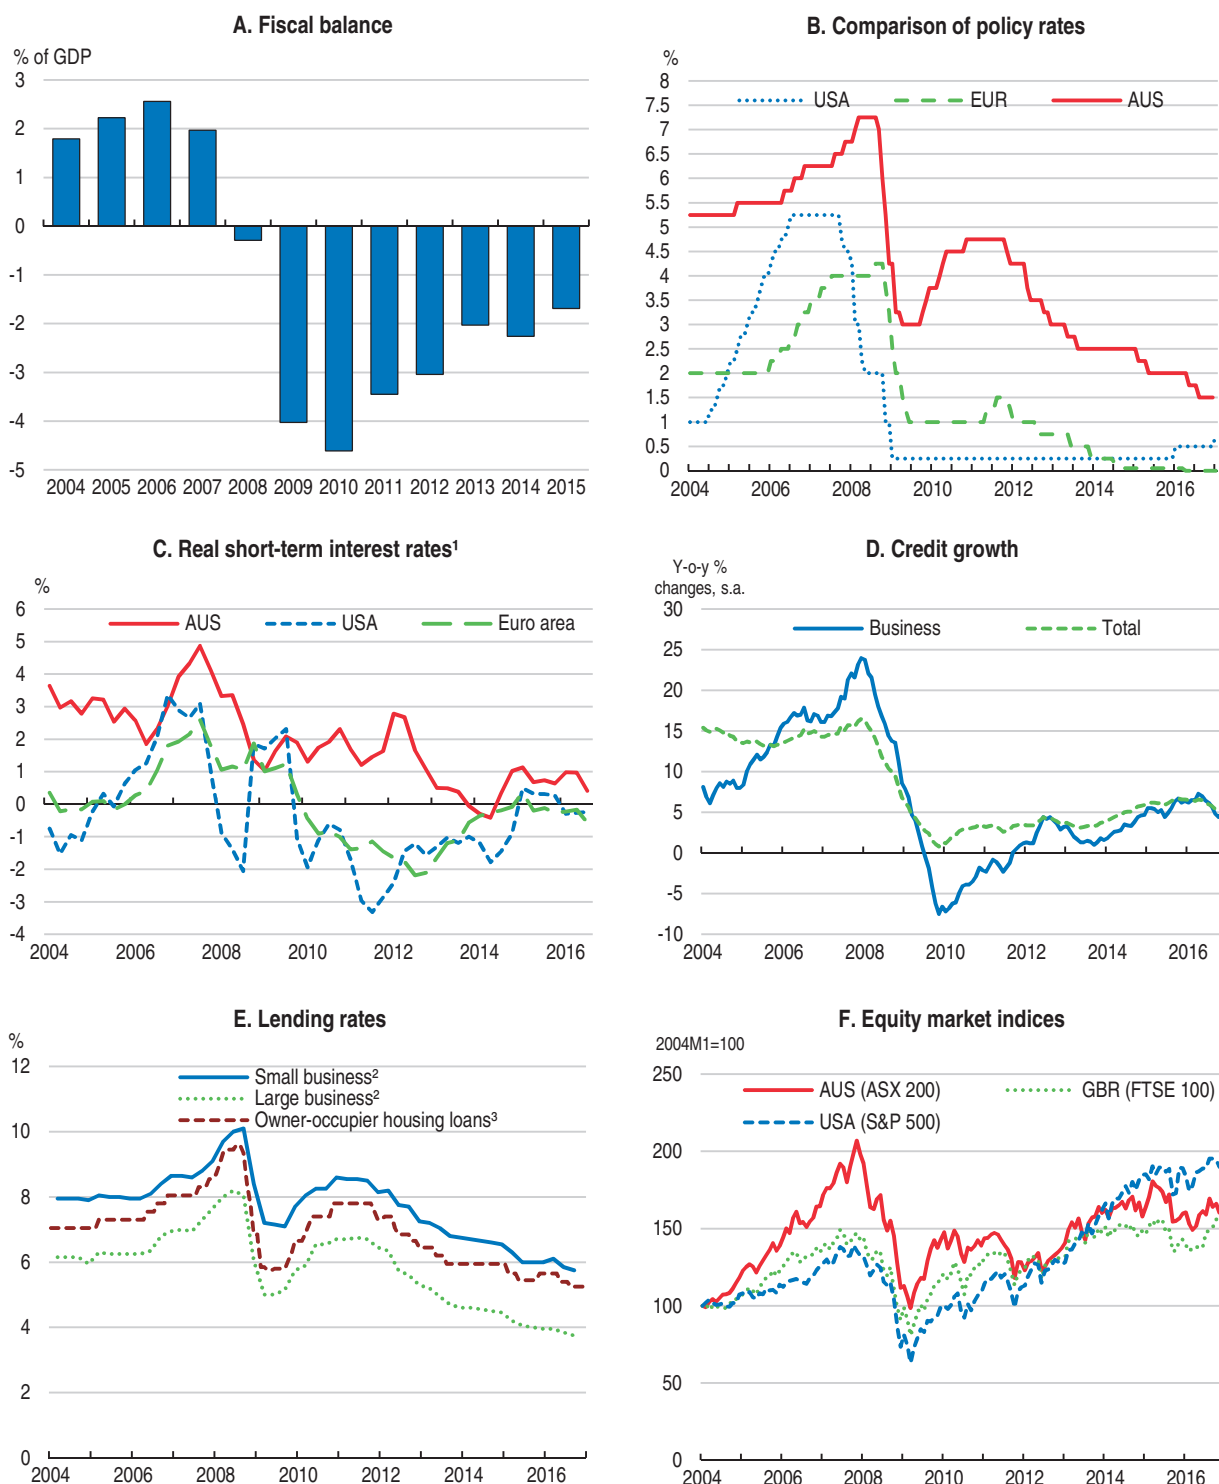 A. Fiscal balance
% of GDP
3
2
1
0
-1
-2
-3
-4
-5
2004 2005 2006 2007 2008 2009 2010 2011 2012 2013 2014 2015
B. Comparison of policy rates
%
8
7.5
7
6.5
6
5.5
5
4.5
4
3.5
3
2.5
2
1.5
1
0.5
0
USA EUR AUS
2004 2006 2008 2010 2012 2014 2016
C. Real short-term interest rates¹
%
6
5
4
3
2
1
0
-1
-2
-3
-4
AUS USA Euro area
2004 2006 2008 2010 2012 2014 2016
D. Credit growth
Y-o-y %
changes, s.a.
30
25
20
15
10
5
0
-5
-10
Business Total
2004 2006 2008 2010 2012 2014 2016
E. Lending rates
%
12
10
8
6
4
2
0
Small business²
Large business²
Owner-occupier housing loans³
2004 2006 2008 2010 2012 2014 2016
F. Equity market indices
2004M1=100
250
200
150
100
50
0
AUS (ASX 200) GBR (FTSE 100)
USA (S&P 500)
2004 2006 2008 2010 2012 2014 2016